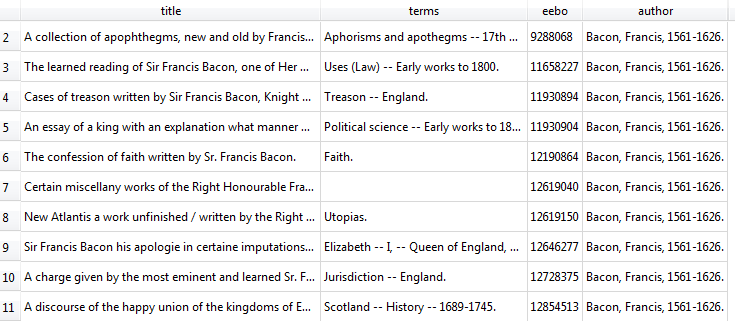 title terms eebo author
2 A collection of apophthegms, new and old by Francis... Aphorisms and apothegms -- 17th ... 9288068 Bacon, Francis, 1561-1626.
3 The learned reading of Sir Francis Bacon, one of Her ... Uses (Law) -- Early works to 1800. 11658227 Bacon, Francis, 1561-1626.
4 Cases of treason written by Sir Francis Bacon, Knight ... Treason -- England. 11930894 Bacon, Francis, 1561-1626.
5 An essay of a king with an explanation what manner ... Political science -- Early works to 18... 11930904 Bacon, Francis, 1561-1626.
6 The confession of faith written by Sr. Francis Bacon. Faith. 12190864 Bacon, Francis, 1561-1626.
7 Certain miscellany works of the Right Honourable Fra... 12619040 Bacon, Francis, 1561-1626.
8 New Atlantis a work unfinished / written by the Right ... Utopias. 12619150 Bacon, Francis, 1561-1626.
9 Sir Francis Bacon his apologie in certaine imputations... Elizabeth -- I, -- Queen of England, ... 12646277 Bacon, Francis, 1561-1626.
10 A charge given by the most eminent and learned Sr. F... Jurisdiction -- England. 12728375 Bacon, Francis, 1561-1626.
11 A discourse of the happy union of the kingdoms of E... Scotland -- History -- 1689-1745. 12854513 Bacon, Francis, 1561-1626.